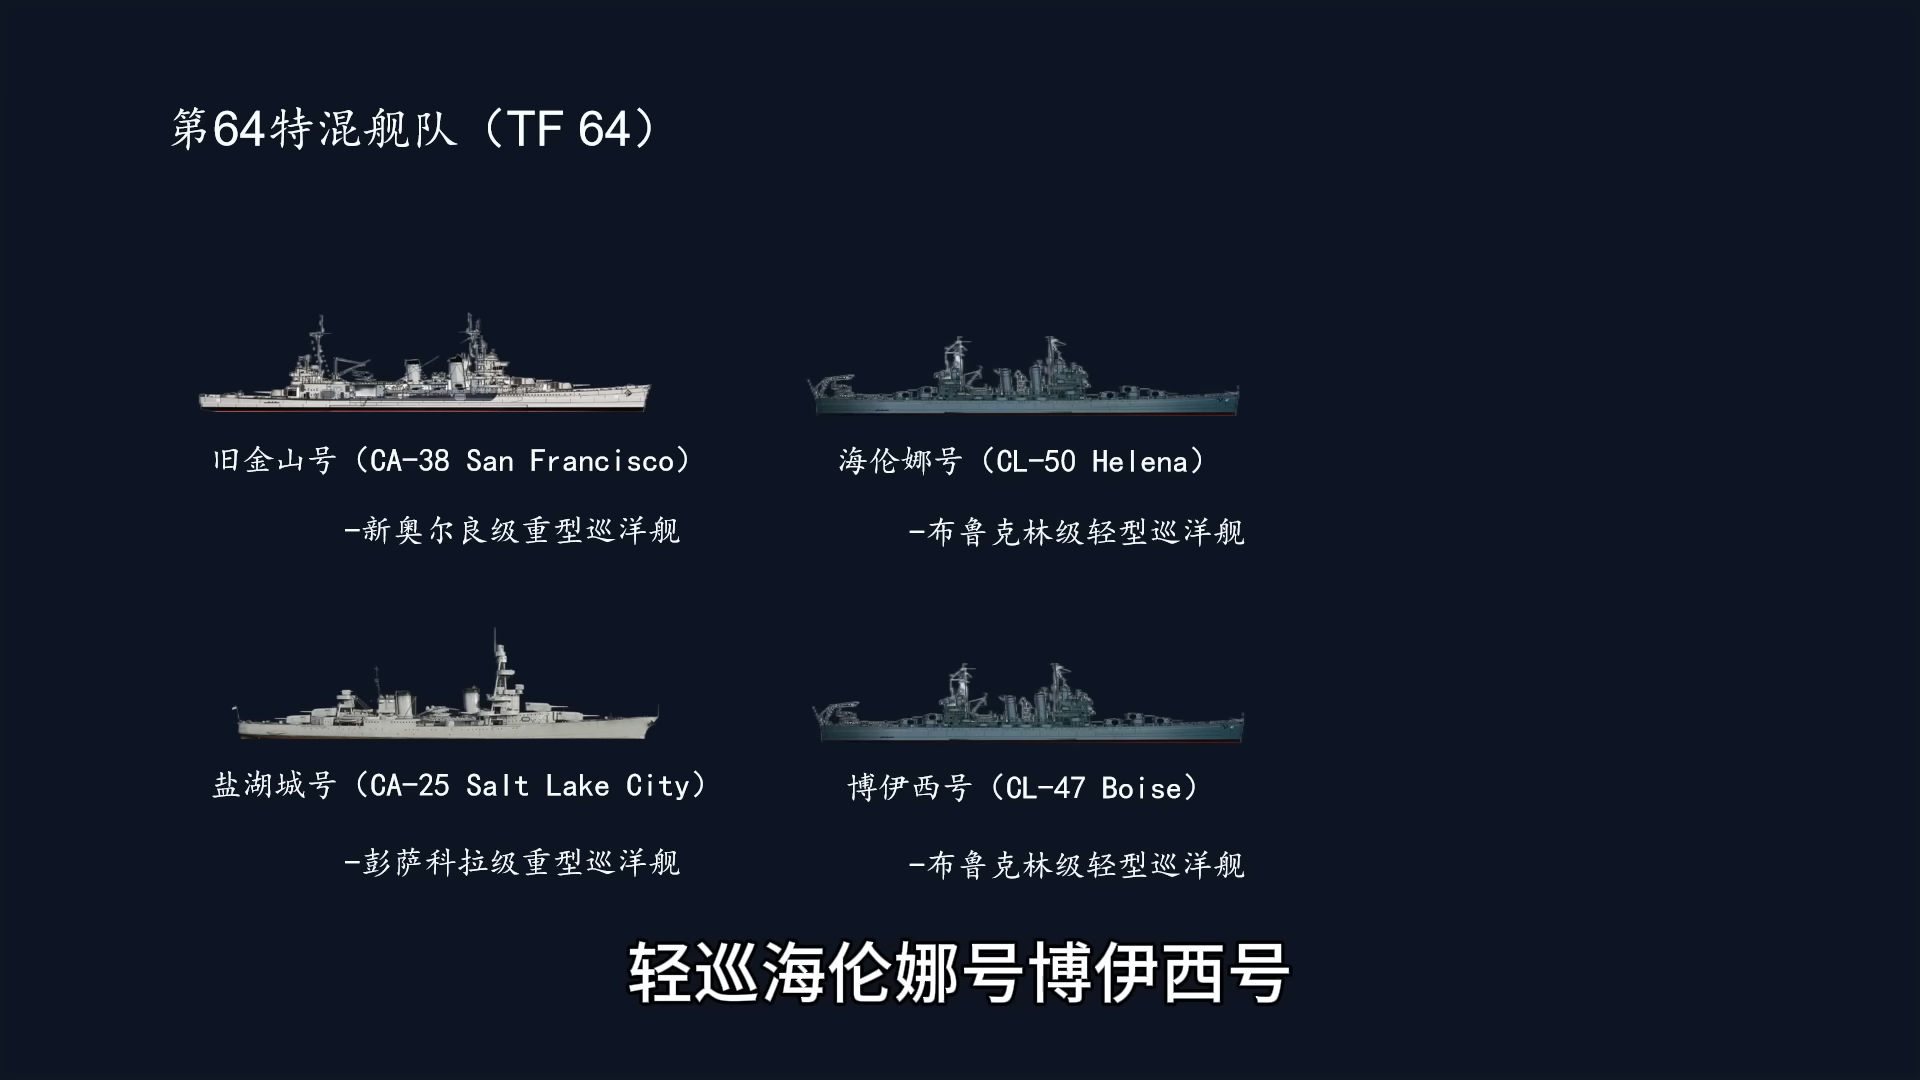 第64特混舰队（TF 64）
旧金山号（CA-38 San Francisco）
-新奥尔良级重型巡洋舰
海伦娜号（CL-50 Helena）
-布鲁克林级轻型巡洋舰
盐湖城号（CA-25 Salt Lake City）
-彭萨科拉级重型巡洋舰
博伊西号（CL-47 Boise）
-布鲁克林级轻型巡洋舰
轻巡海伦娜号博伊西号